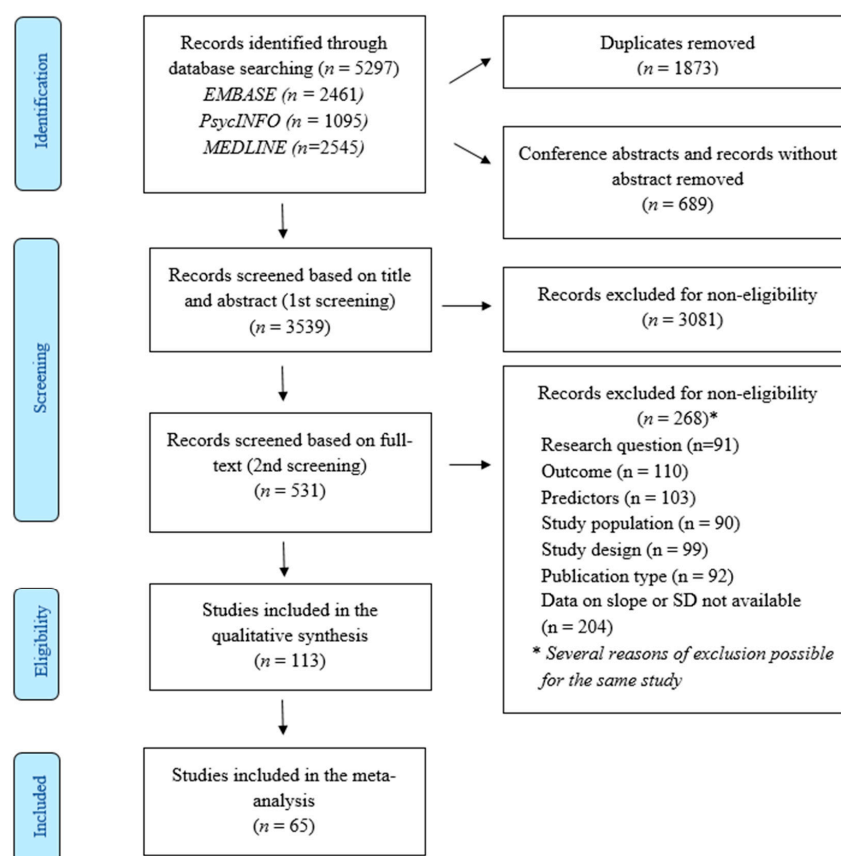 Identification
Records identified through
database searching (n = 5297)
EMBASE (n = 2461)
PsycINFO (n = 1095)
MEDLINE (n=2545)
Duplicates removed
(n = 1873)
Conference abstracts and records without
abstract removed
(n = 689)
Screening
Records screened based on title
and abstract (1st screening)
(n = 3539)
Records excluded for non-eligibility
(n = 3081)
Records screened based on full-
text (2nd screening)
(n = 531)
Records excluded for non-eligibility
(n = 268)*
Research question (n=91)
Outcome (n = 110)
Predictors (n = 103)
Study population (n = 90)
Study design (n = 99)
Publication type (n = 92)
Data on slope or SD not available
(n = 204)
* Several reasons of exclusion possible
for the same study
Eligibility
Studies included in the
qualitative synthesis
(n = 113)
Included
Studies included in the meta-
analysis
(n = 65)